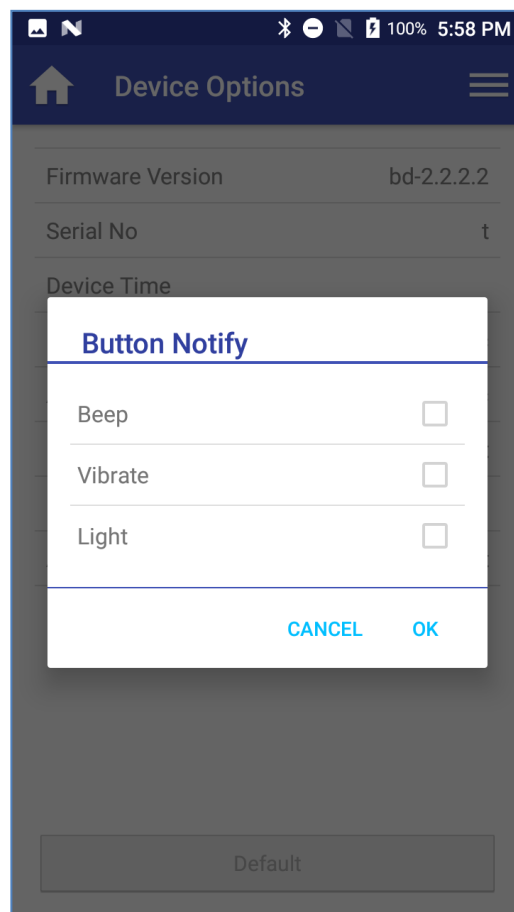 100% 5:58 PM
Device Options
Firmware Version bd-2.2.2.2
Serial No t
Device Time
Button Notify
Beep
Vibrate
Light
CANCEL OK
Default